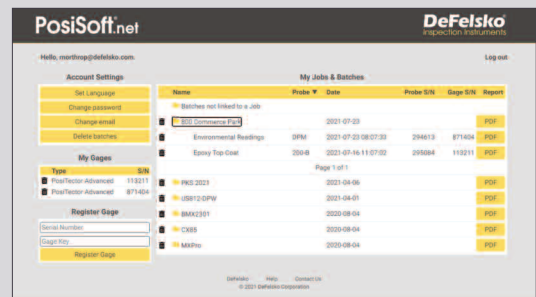 PosiSoft.net
DeFelsko
inspection instruments
Hello, rnorthrop@defelsko.com
Log out
Account Settings
Set Language
Change password
Change email
Delete batches
My Gages
Type S/N
PosiTector Advanced 113211
PosiTector Advanced 871404
Register Gage
Serial Number
Gage Key
Register Gage
My Jobs & Batches
Name Probe ▼ Date Probe S/N Gage S/N Report
Batches not linked to a Job
800 Commerce Park 2021-07-23 PDF
Environmental Readings DPM 2021-07-23 08:07:33 294613 871404 PDF
Epoxy Top Coat 200-B 2021-07-16 11:07:02 295084 113211 PDF
Page 1 of 1
PKS 2021 2021-04-06 PDF
US612-DPW 2021-04-01 PDF
BMX2301 2020-08-04 PDF
CX85 2020-08-04 PDF
MXPro 2020-08-04 PDF
DeFelsko Help Contact Us
© 2021 DeFelsko Corporation